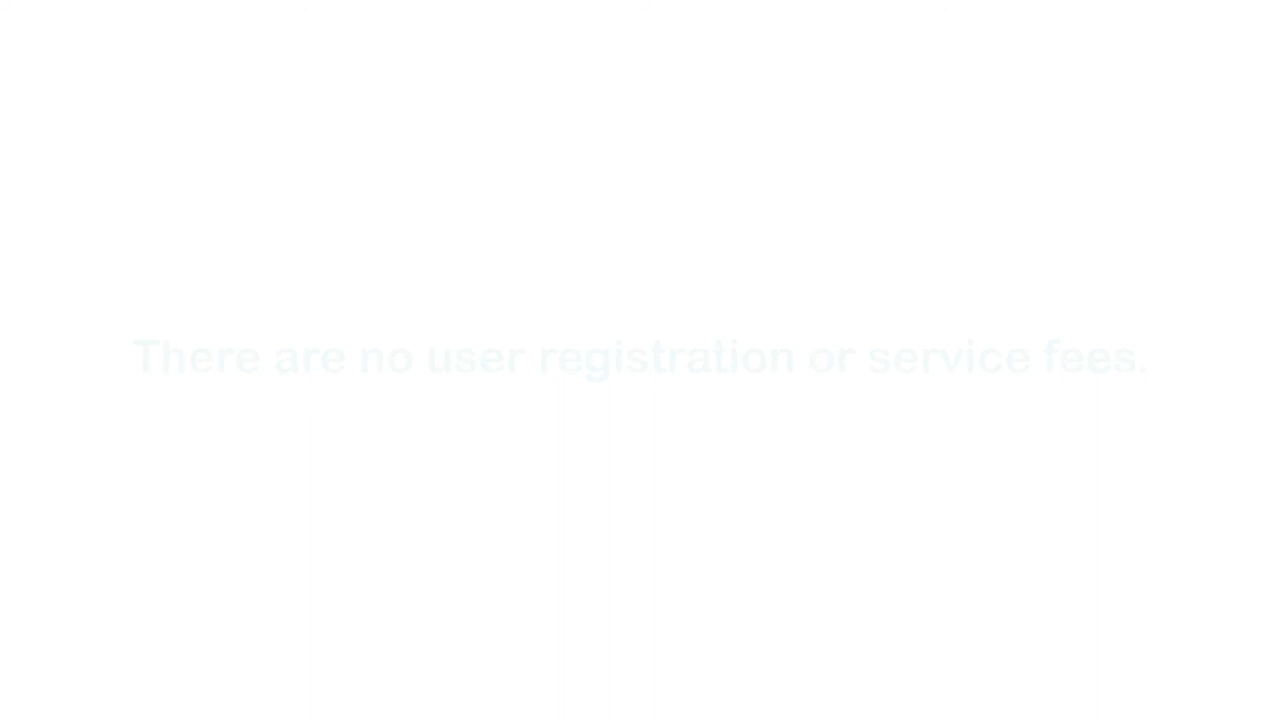 There are no user registration or service fees.